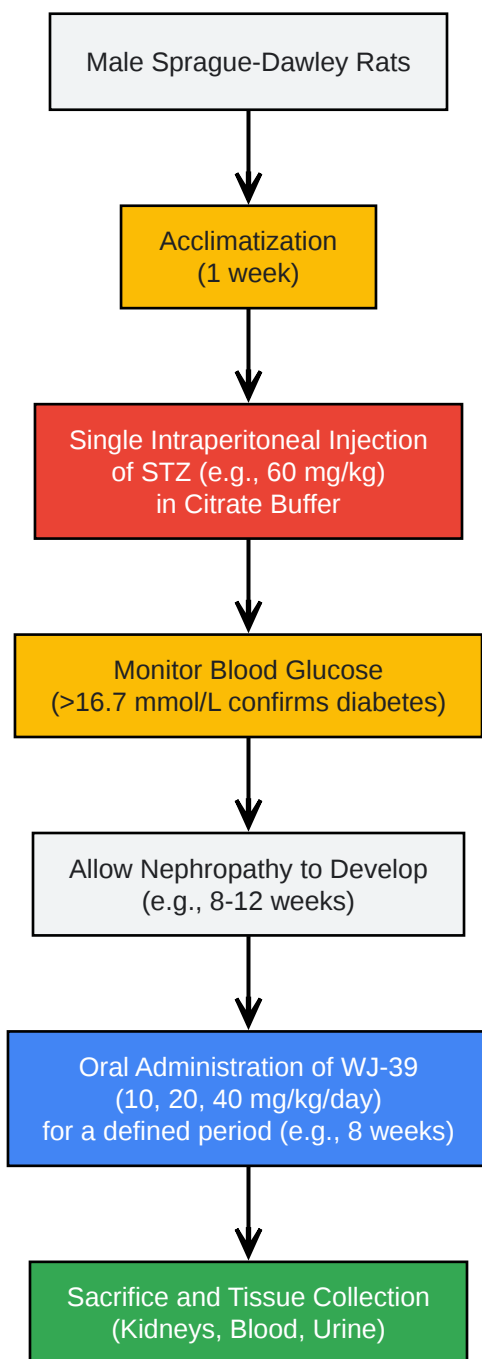 Male Sprague-Dawley Rats
Acclimatization
(1 week)
Single Intraperitoneal Injection
of STZ (e.g., 60 mg/kg)
in Citrate Buffer
Monitor Blood Glucose
(>16.7 mmol/L confirms diabetes)
Allow Nephropathy to Develop
(e.g., 8-12 weeks)
Oral Administration of WJ-39
(10, 20, 40 mg/kg/day)
for a defined period (e.g., 8 weeks)
Sacrifice and Tissue Collection
(Kidneys, Blood, Urine)